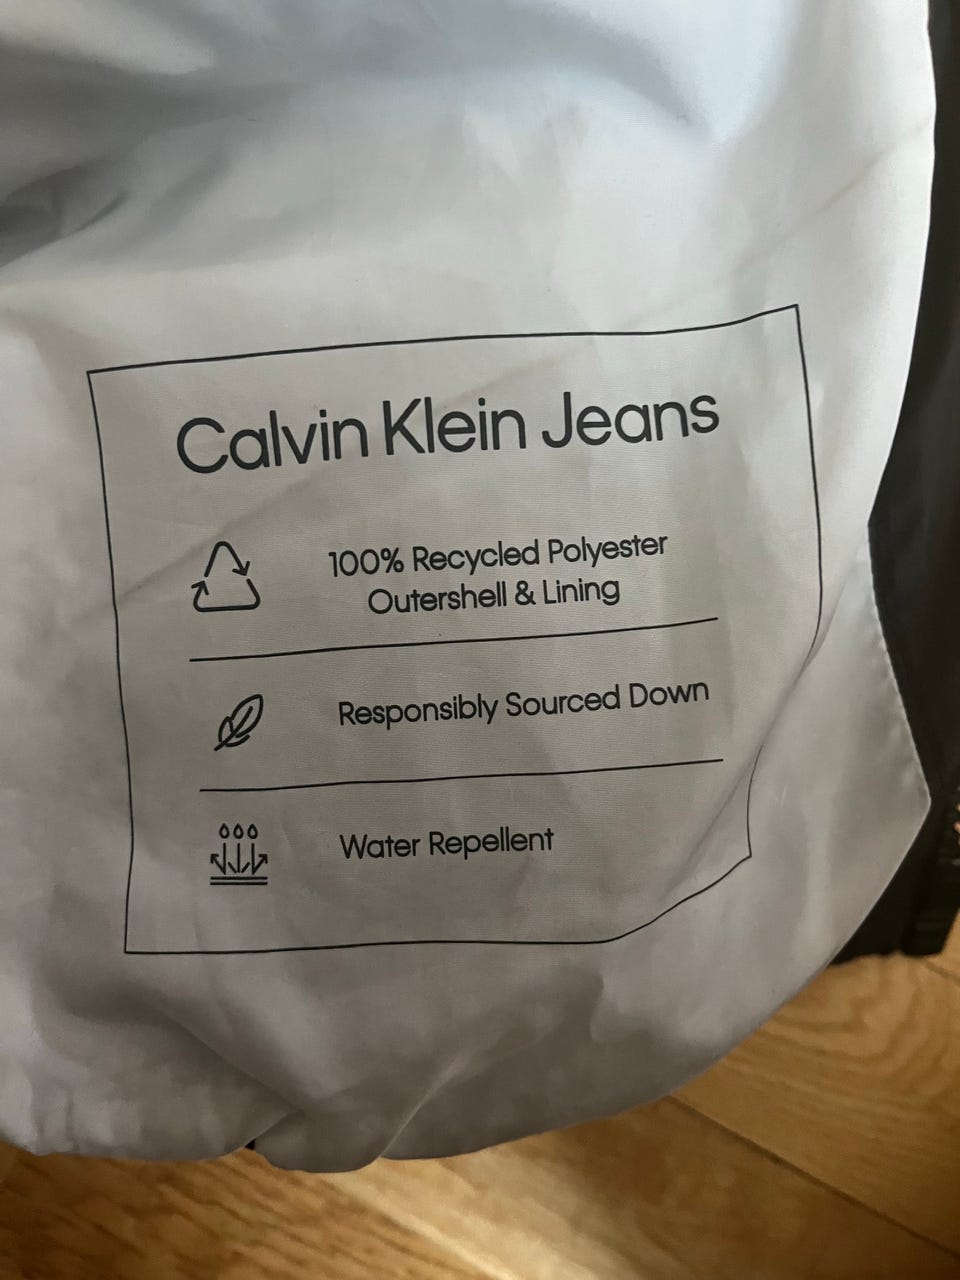 Calvin Klein Jeans
100% Recycled Polyester
Outershell & Lining
Responsibly Sourced Down
Water Repellent